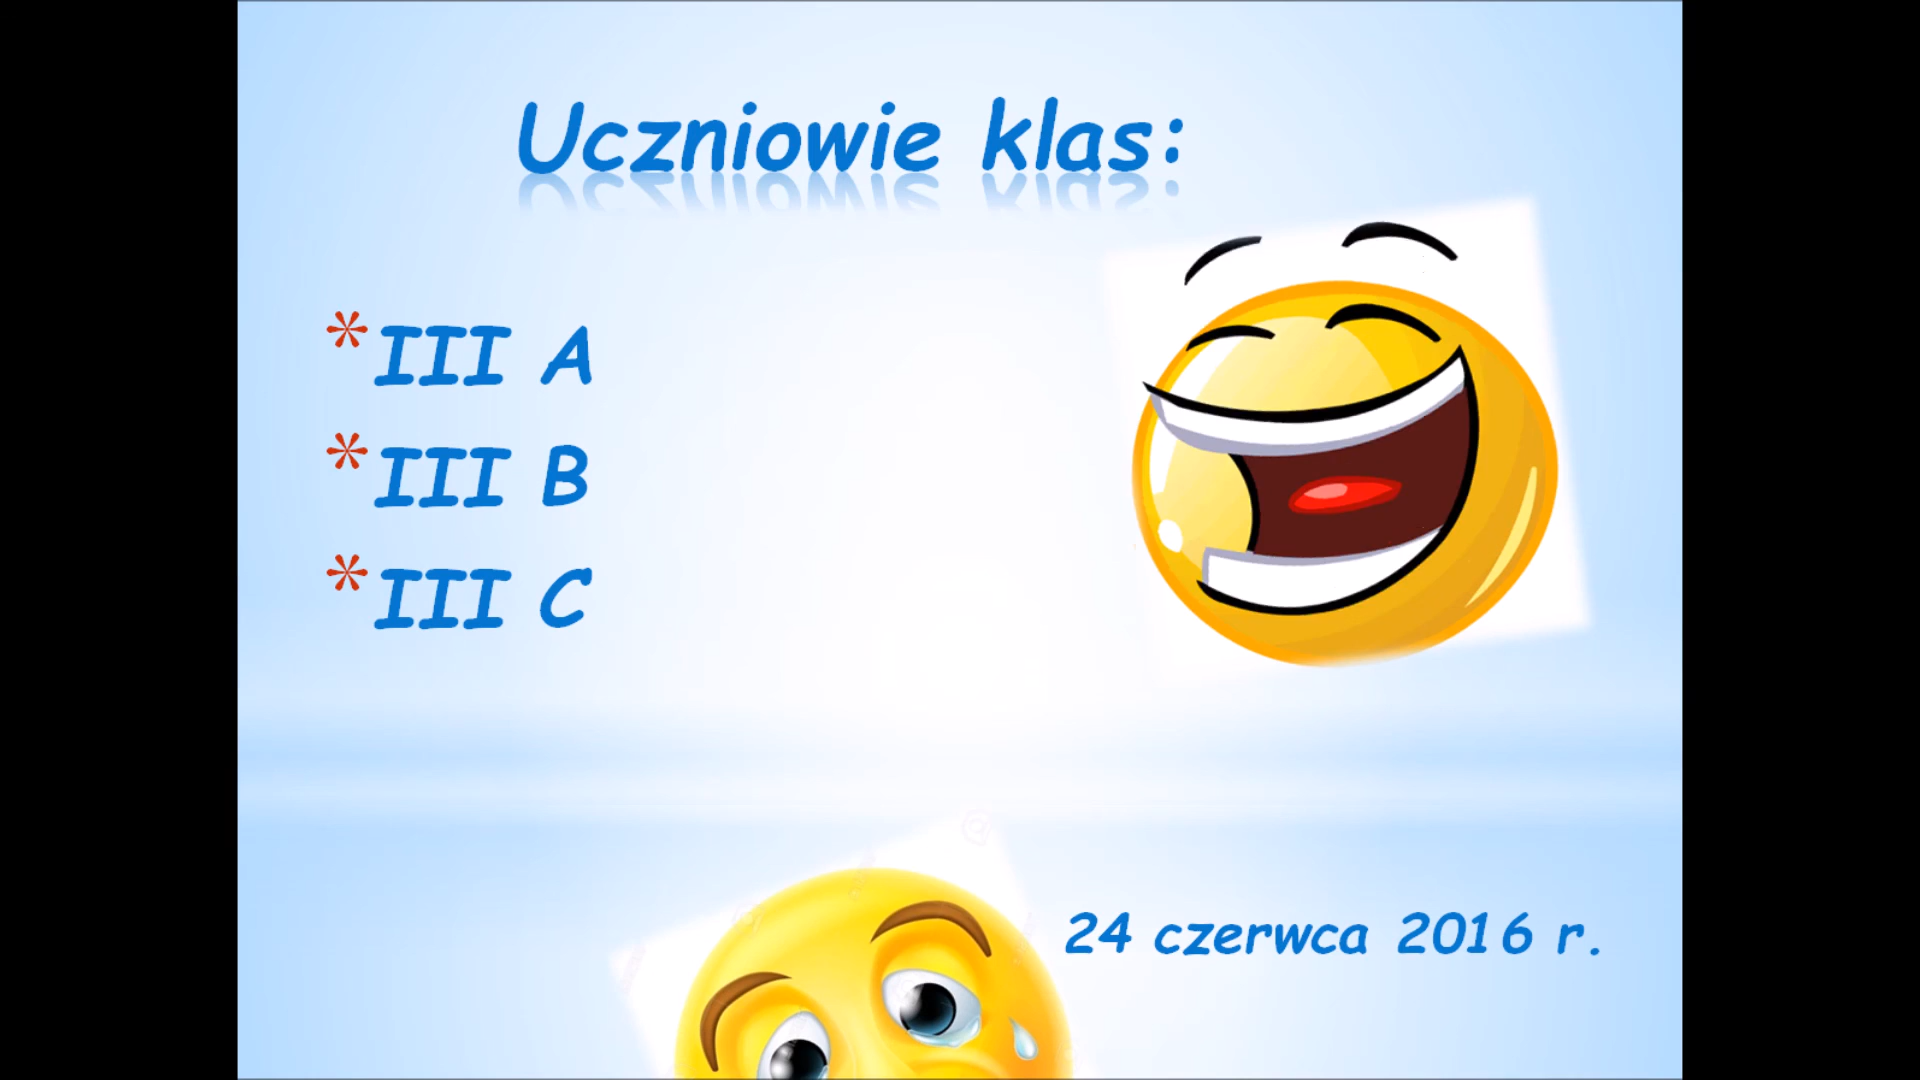 Uczniowie klas:
* III A
* III B
* III C
24 czerwca 2016 r.